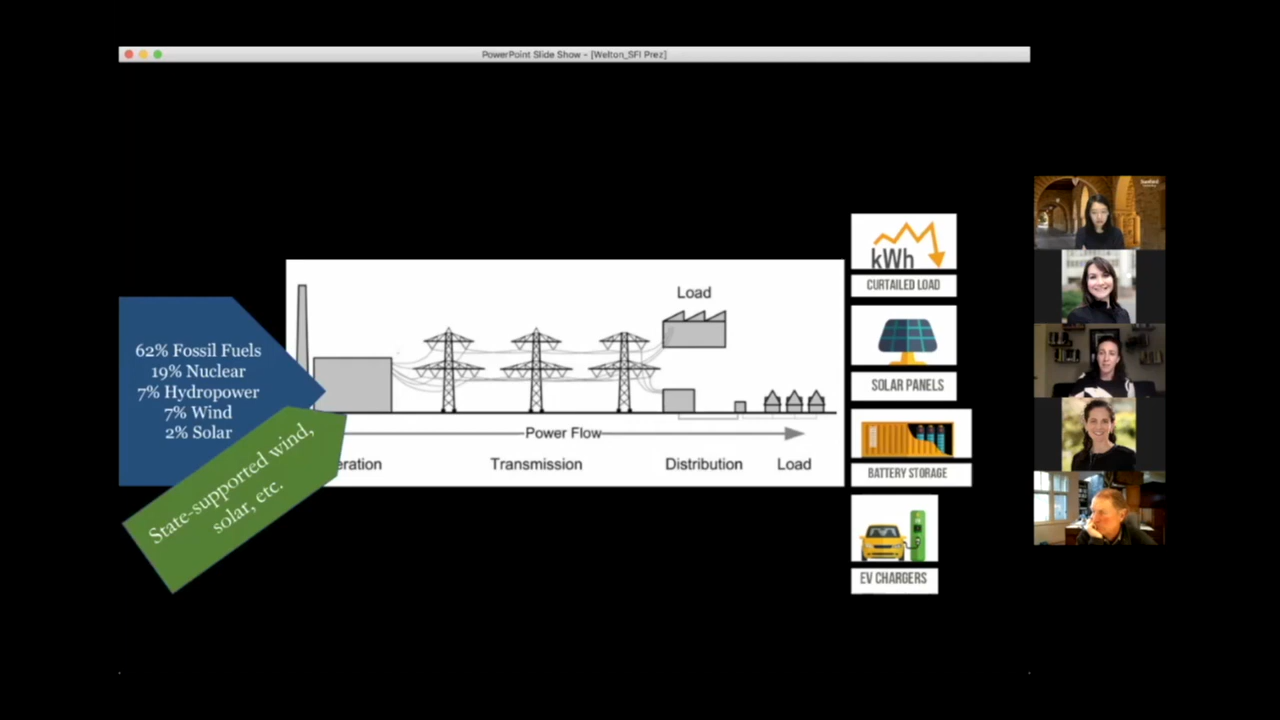 PowerPoint Slide Show - [Welton_SFI Prez]
62% Fossil Fuels
19% Nuclear
7% Hydropower
7% Wind
2% Solar
State-supported wind,
solar, etc.
Load
Power Flow
eration
Transmission
Distribution
Load
kWh
CURTAILED LOAD
SOLAR PANELS
BATTERY STORAGE
EV CHARGERS
Stanford